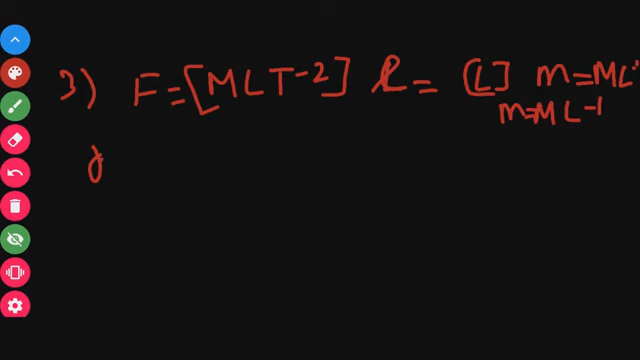 3) F = [MLT-2] l = [L] m = ML-
m = ML-1